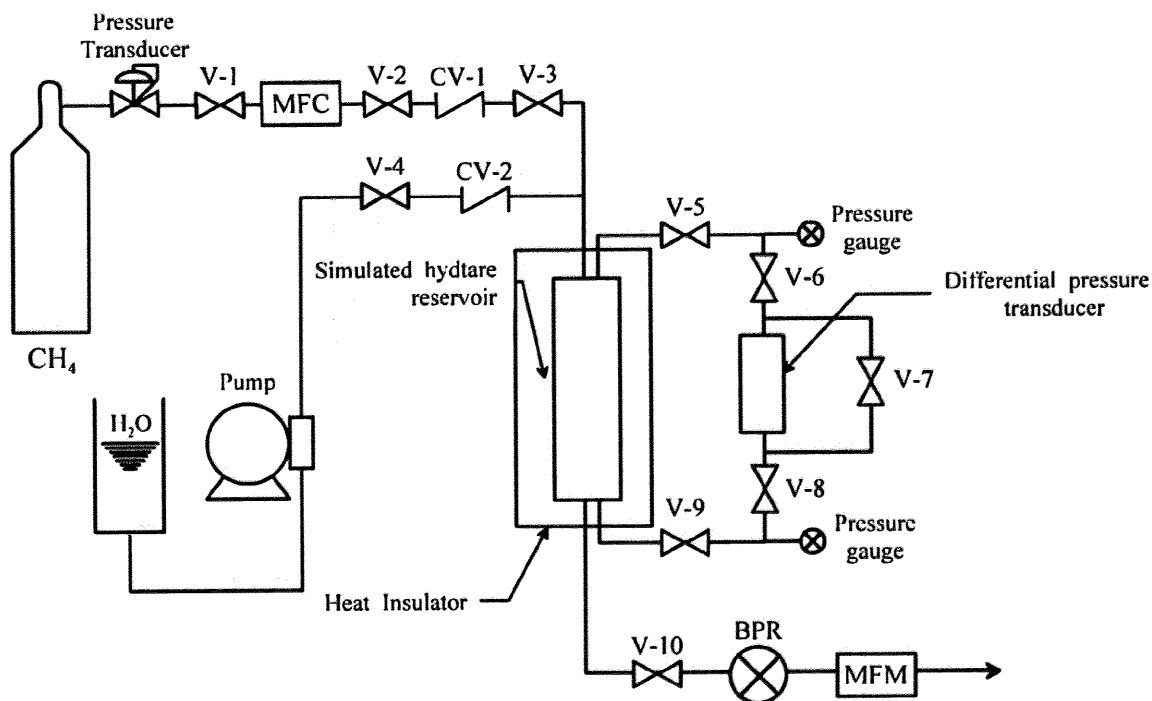 Pressure
Transducer
V-1
MFC
V-2
CV-1
V-3
V-4
CV-2
V-5
Pressure
gauge
V-6
Simulated hydtare
reservoir
Differential pressure
transducer
CH₄
V-7
Pump
H₂O
V-8
V-9
Pressure
gauge
Heat Insulator
V-10
BPR
MFM